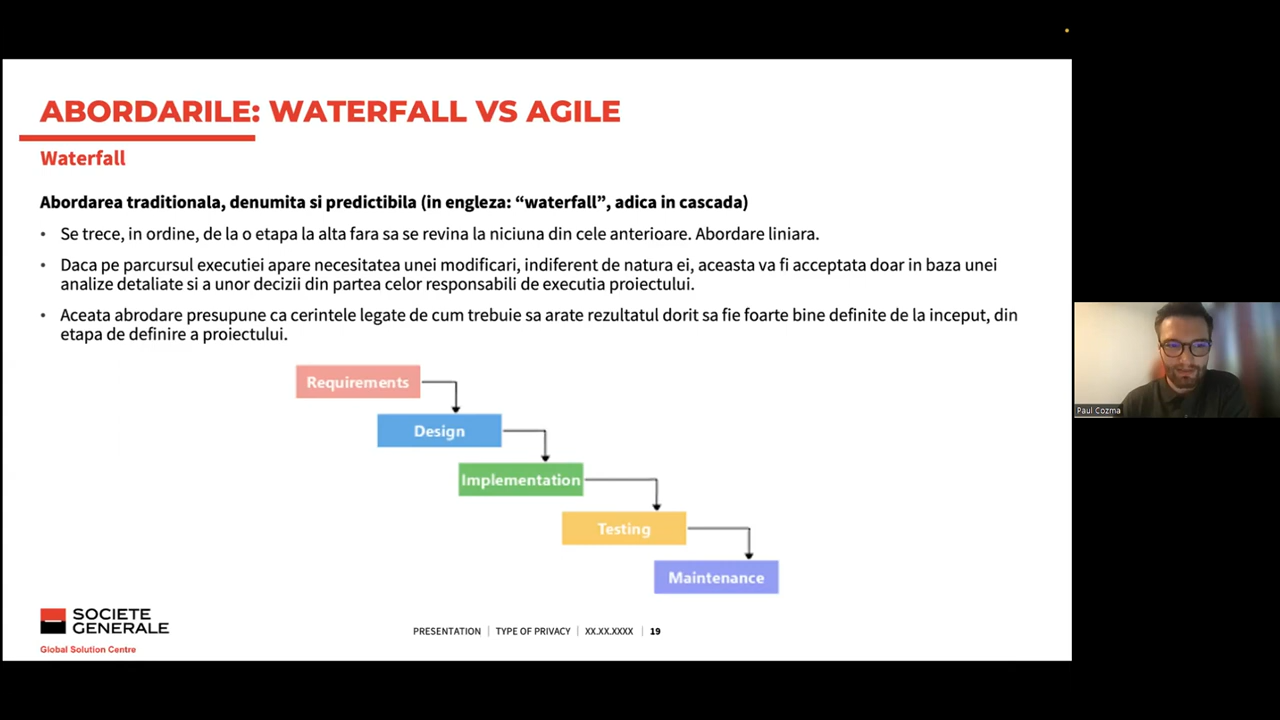 ABORDARILE: WATERFALL VS AGILE
Waterfall
Abordarea traditionala, denumita si predictibila (in engleza: “waterfall”, adica in cascada)
• Se trece, in ordine, de la o etapa la alta fara sa se revina la niciuna din cele anterioare. Abordare liniara.
• Daca pe parcursul executiei apare necesitatea unei modificari, indiferent de natura ei, aceasta va fi acceptata doar in baza unei
analize detaliate si a unor decizii din partea celor responsabili de executia proiectului.
• Aceata abrodare presupune ca cerintele legate de cum trebuie sa arate rezultatul dorit sa fie foarte bine definite de la inceput, din
etapa de definire a proiectului.
Requirements
Design
Implementation
Testing
Maintenance
SOCIETE
GENERALE
Global Solution Centre
PRESENTATION | TYPE OF PRIVACY | XX.XX.XXXX | 19
Paul Cozma